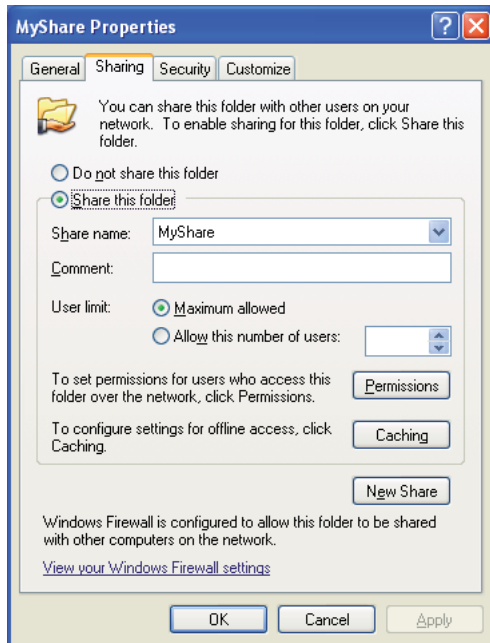 MyShare Properties
General Sharing Security Customize
You can share this folder with other users on your
network. To enable sharing for this folder, click Share this
folder.
Do not share this folder
Share this folder
Share name: MyShare
Comment:
User limit: Maximum allowed
Allow this number of users:
To set permissions for users who access this
folder over the network, click Permissions.
Permissions
To configure settings for offline access, click
Caching.
Caching
New Share
Windows Firewall is configured to allow this folder to be shared
with other computers on the network.
View your Windows Firewall settings
OK Cancel Apply